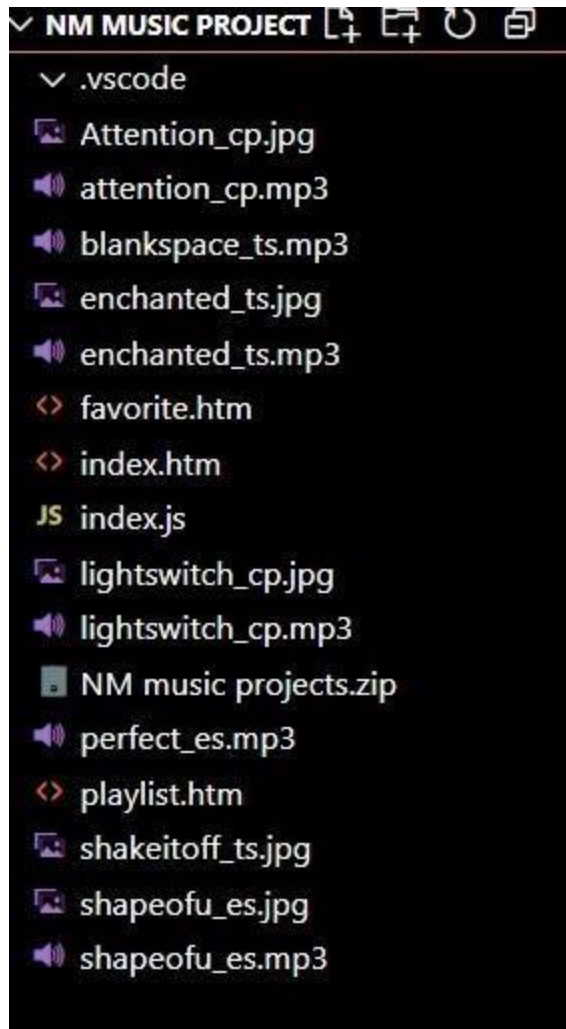 NM MUSIC PROJECT
.vscode
Attention_cp.jpg
attention_cp.mp3
blankspace_ts.mp3
enchanted_ts.jpg
enchanted_ts.mp3
favorite.htm
index.htm
JS index.js
lightswitch_cp.jpg
lightswitch_cp.mp3
NM music projects.zip
perfect_es.mp3
playlist.htm
shakeitoff_ts.jpg
shapeofu_es.jpg
shapeofu_es.mp3